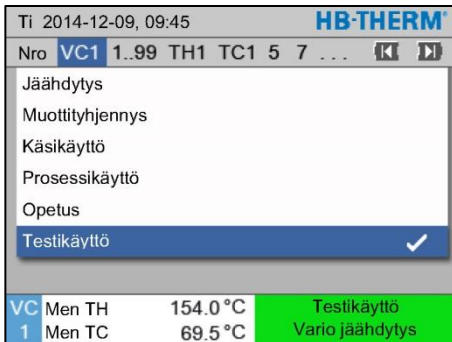 Ti 2014-12-09, 09:45 HB-THERM®
Nro VC1 1..99 TH1 TC1 5 7 ...
Jäähdytys
Muottityhjennys
Käsikäyttö
Prosessikäyttö
Opetus
Testikäyttö
VC Men TH 154.0 °C Testikäyttö
1 Men TC 69.5 °C Vario jäähdytys